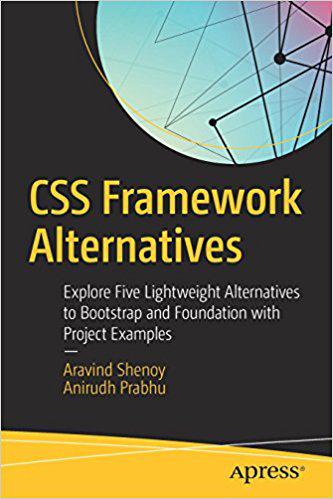 CSS Framework
Alternatives
Explore Five Lightweight Alternatives
to Bootstrap and Foundation with
Project Examples
—
Aravind Shenoy
Anirudh Prabhu
Apress®